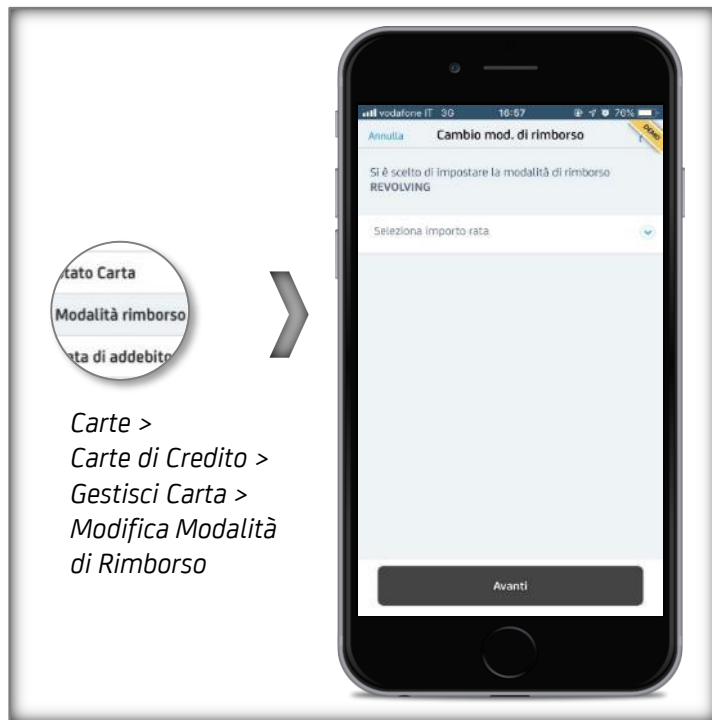 vodafone IT 3G 16:57 76%
Annulla Cambio mod. di rimborso
DEMO
Si è scelto di impostare la modalità di rimborso
REVOLVING
Seleziona importo rata
Avanti
tato Carta
Modalità rimborso
ata di addebito
Carte >
Carte di Credito >
Gestisci Carta >
Modifica Modalità
di Rimborso